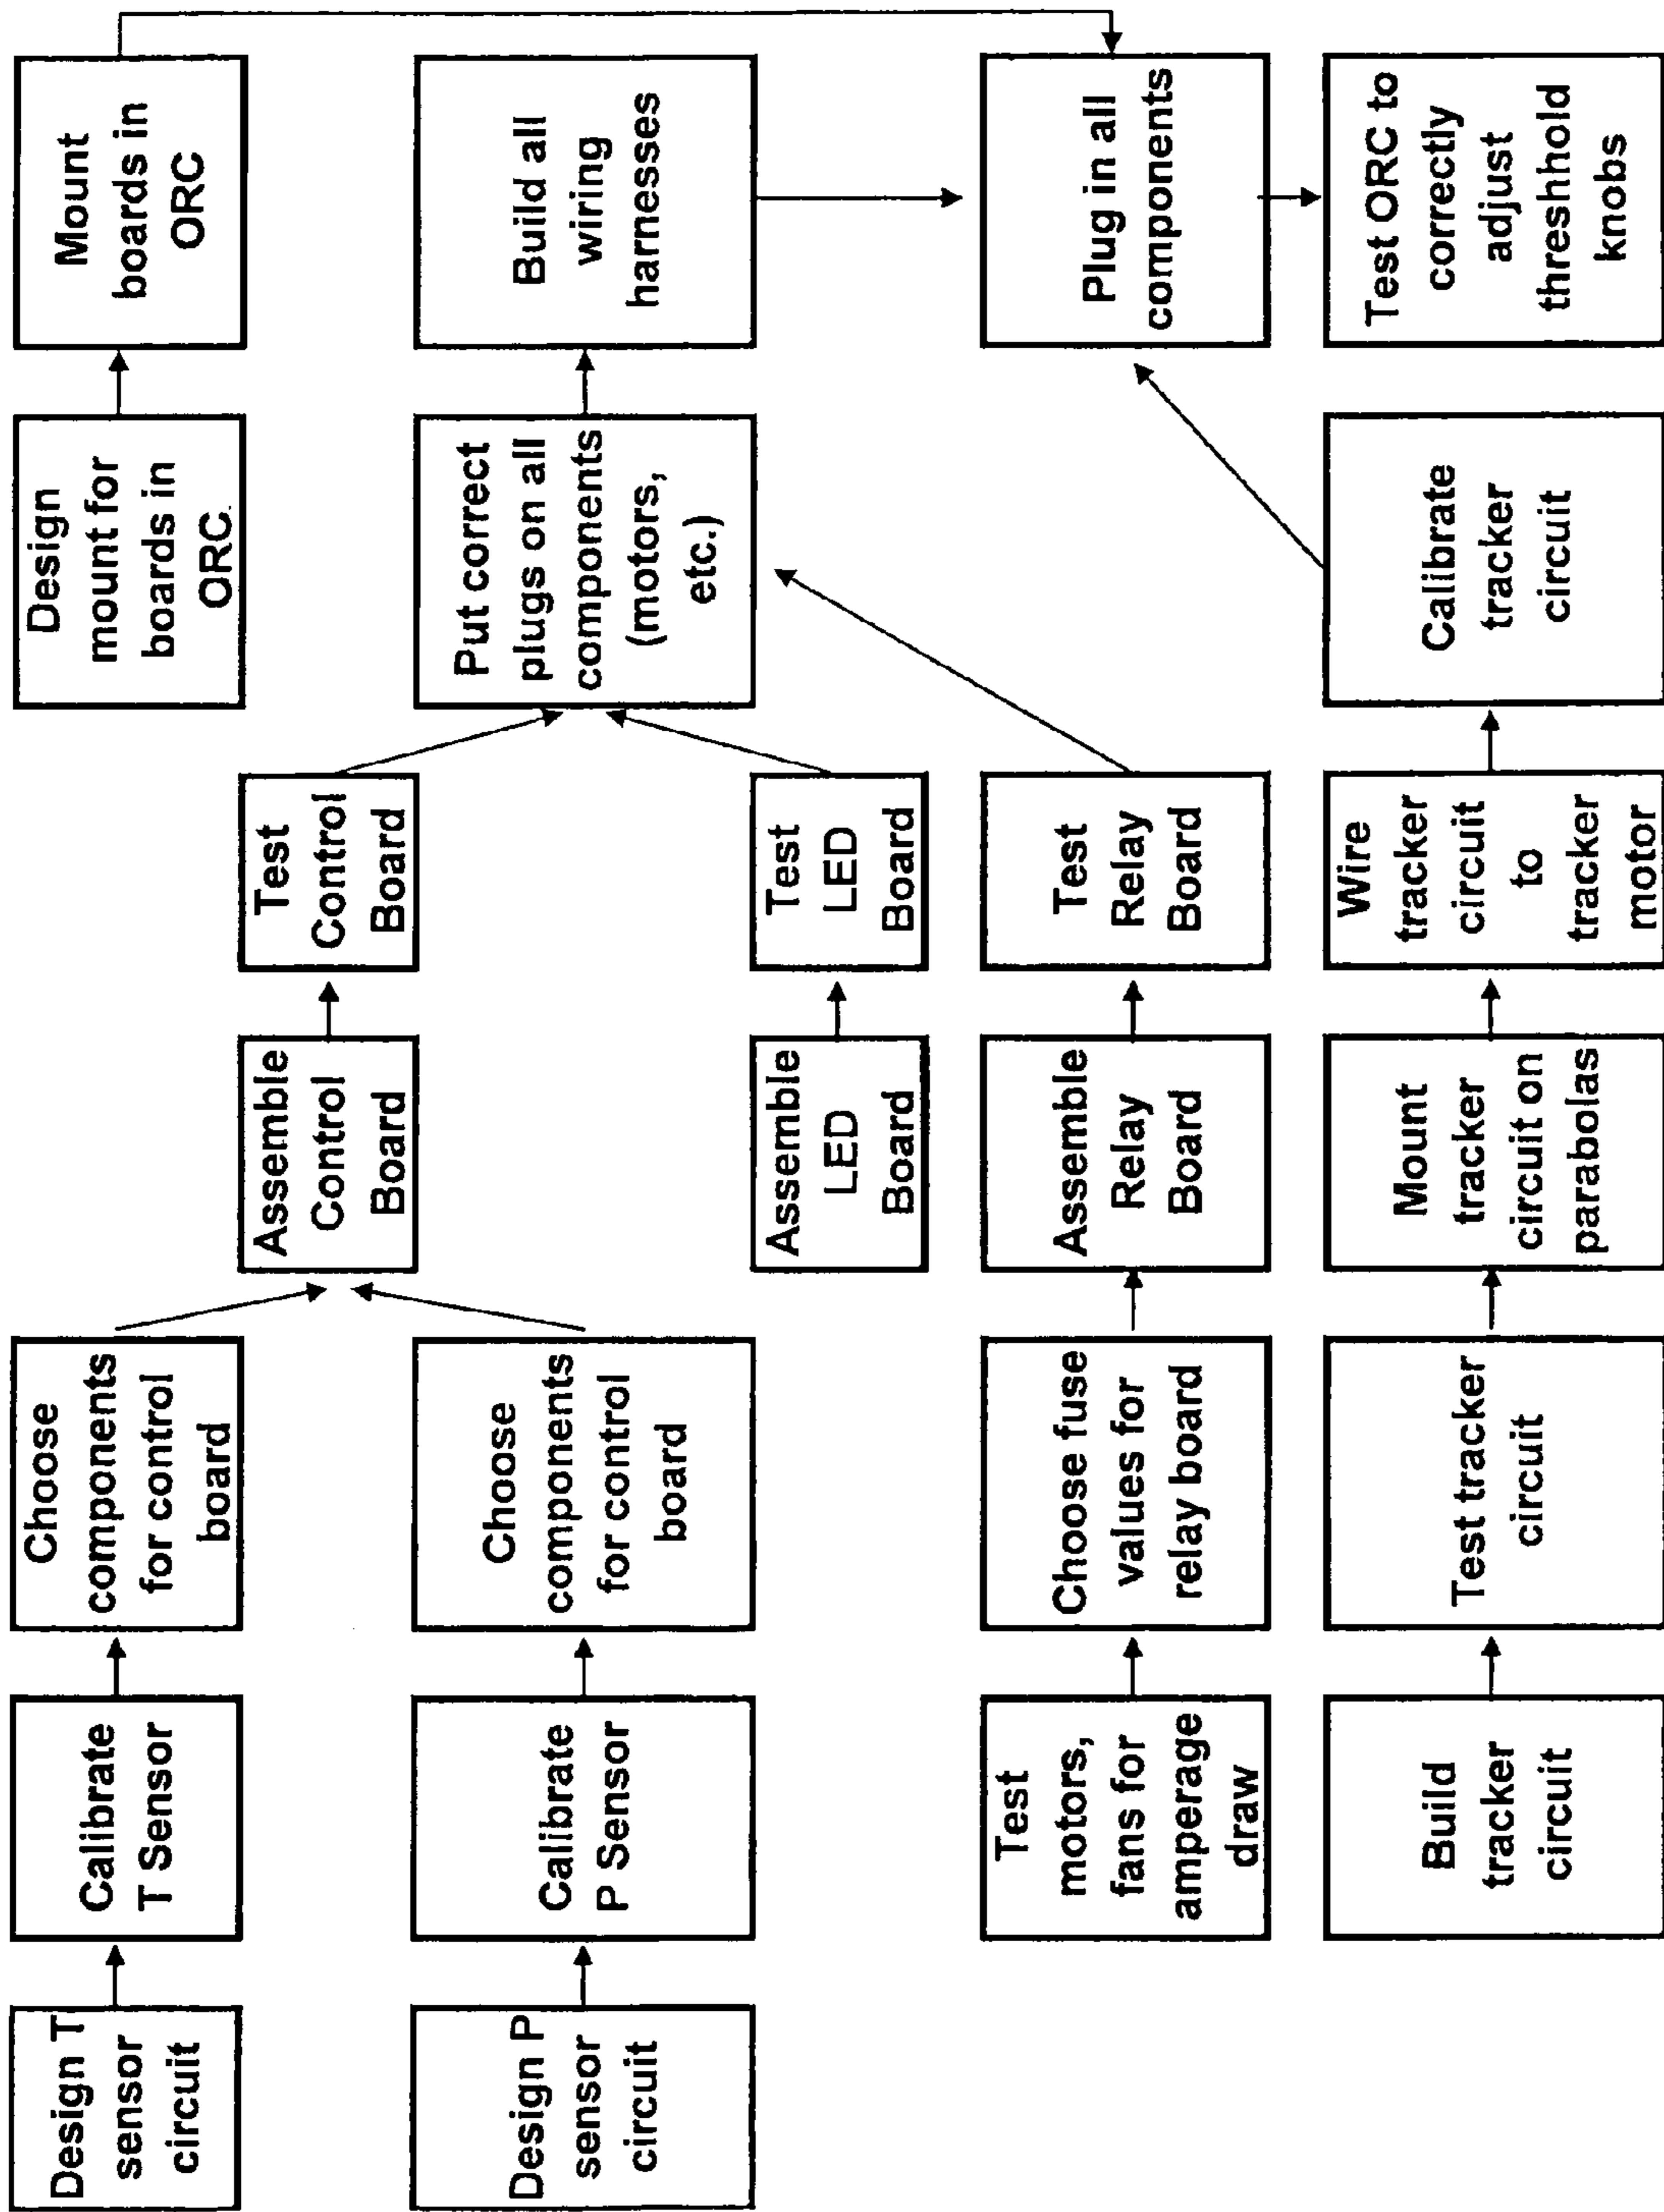 Design T
sensor
circuit
Calibrate
T Sensor
Choose
components
for control
board
Design
mount for
boards in
ORC.
Mount
boards in
ORC
Assemble
Control
Board
Test
Control
Board
Design P
sensor
circuit
Calibrate
P Sensor
Choose
components
for control
board
Put correct
plugs on all
components
(motors,
etc.)
Build all
wiring
harnesses
Assemble
LED
Board
Test
LED
Board
Test
motors,
fans for
amperage
draw
Choose fuse
values for
relay board
Assemble
Relay
Board
Test
Relay
Board
Plug in all
components
Build
tracker
circuit
Test tracker
circuit
Mount
tracker
circuit on
parabolas
Wire
tracker
circuit
to
tracker
motor
Calibrate
tracker
circuit
Test ORC to
correctly
adjust
threshhold
knobs